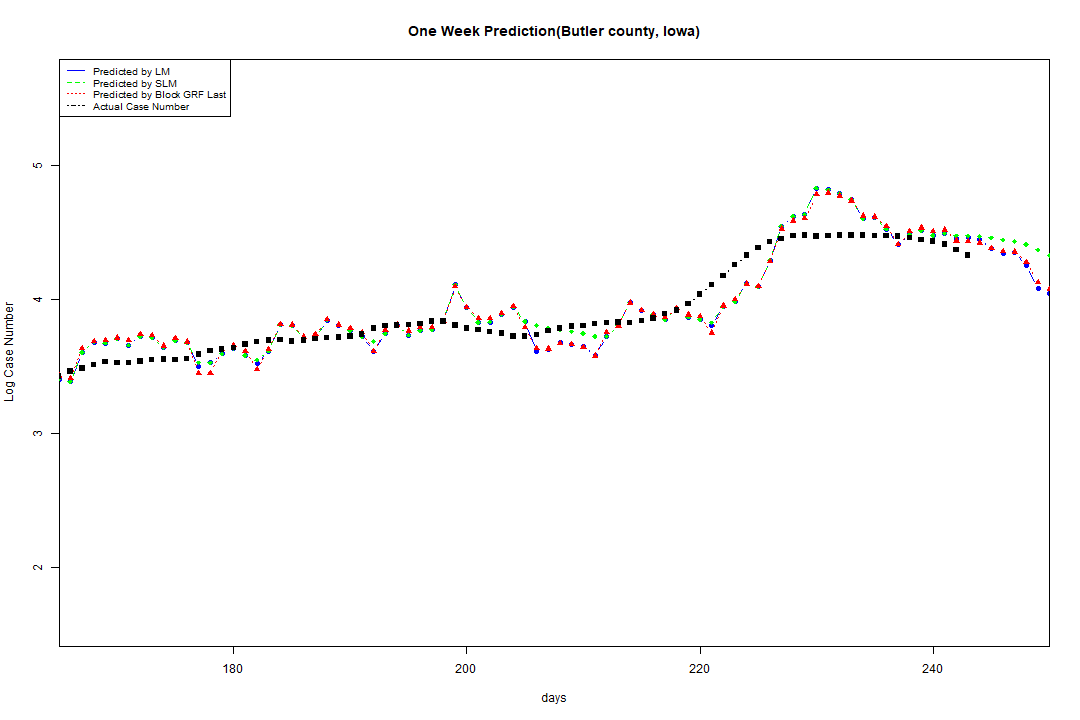 One Week Prediction(Butler county, Iowa)
Predicted by LM
Predicted by SLM
Predicted by Block GRF Last
Actual Case Number
5
4
3
2
Log Case Number
180 200 220 240
days